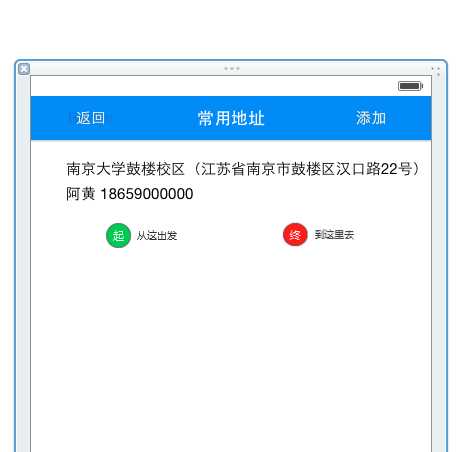 返回 常用地址 添加
南京大学鼓楼校区（江苏省南京市鼓楼区汉口路22号）
阿黄 18659000000
起 从这出发 终 到这里去